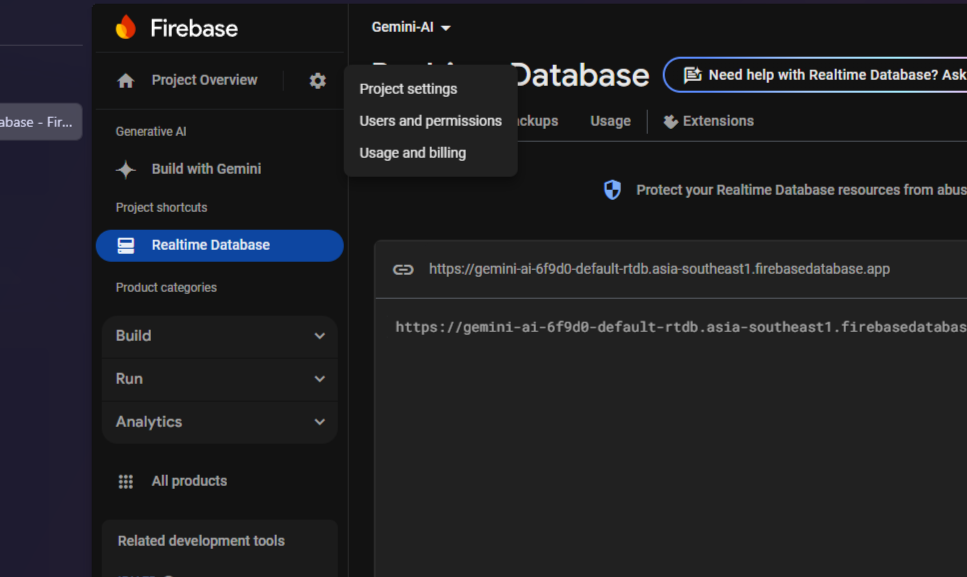 Firebase
Gemini-AI
Project Overview
Project settings
Users and permissions
Usage and billing
Database
Need help with Realtime Database? Ask
ckups
Usage
Extensions
abase - Fir...
Generative AI
Build with Gemini
Project shortcuts
Realtime Database
Product categories
Build
Run
Analytics
All products
Related development tools
Protect your Realtime Database resources from abus
https://gemini-ai-6f9d0-default-rtdb.asia-southeast1.firebasedatabase.app
https://gemini-ai-6f9d0-default-rtdb.asia-southeast1.firebasedatabas